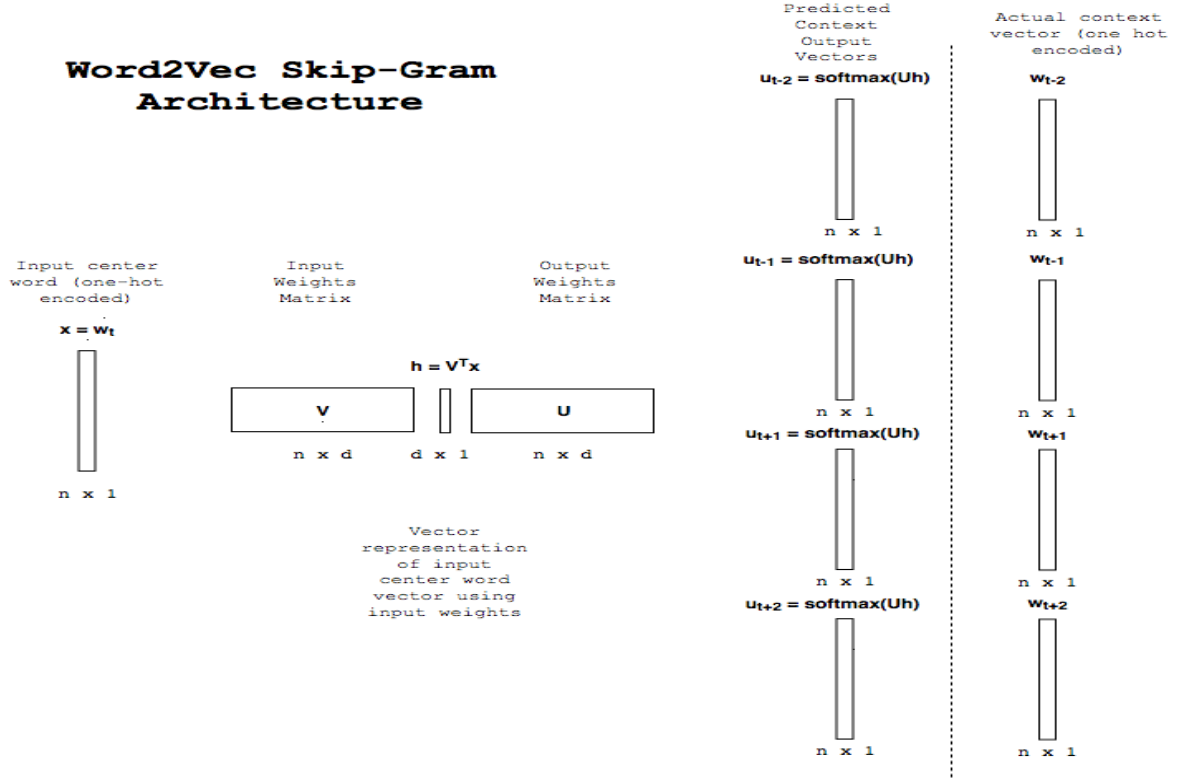 Word2Vec Skip-Gram
Architecture
Input center
word (one-hot
encoded)
x = wt
n x 1
Input
Weights
Matrix
V
n x d
h = VTx
d x 1
Output
Weights
Matrix
U
n x d
Vector
representation
of input
center word
vector using
input weights
Predicted
Context
Output
Vectors
ut-2 = softmax(Uh)
n x 1
ut-1 = softmax(Uh)
n x 1
ut+1 = softmax(Uh)
n x 1
ut+2 = softmax(Uh)
n x 1
Actual context
vector (one hot
encoded)
wt-2
n x 1
wt-1
n x 1
wt+1
n x 1
wt+2
n x 1